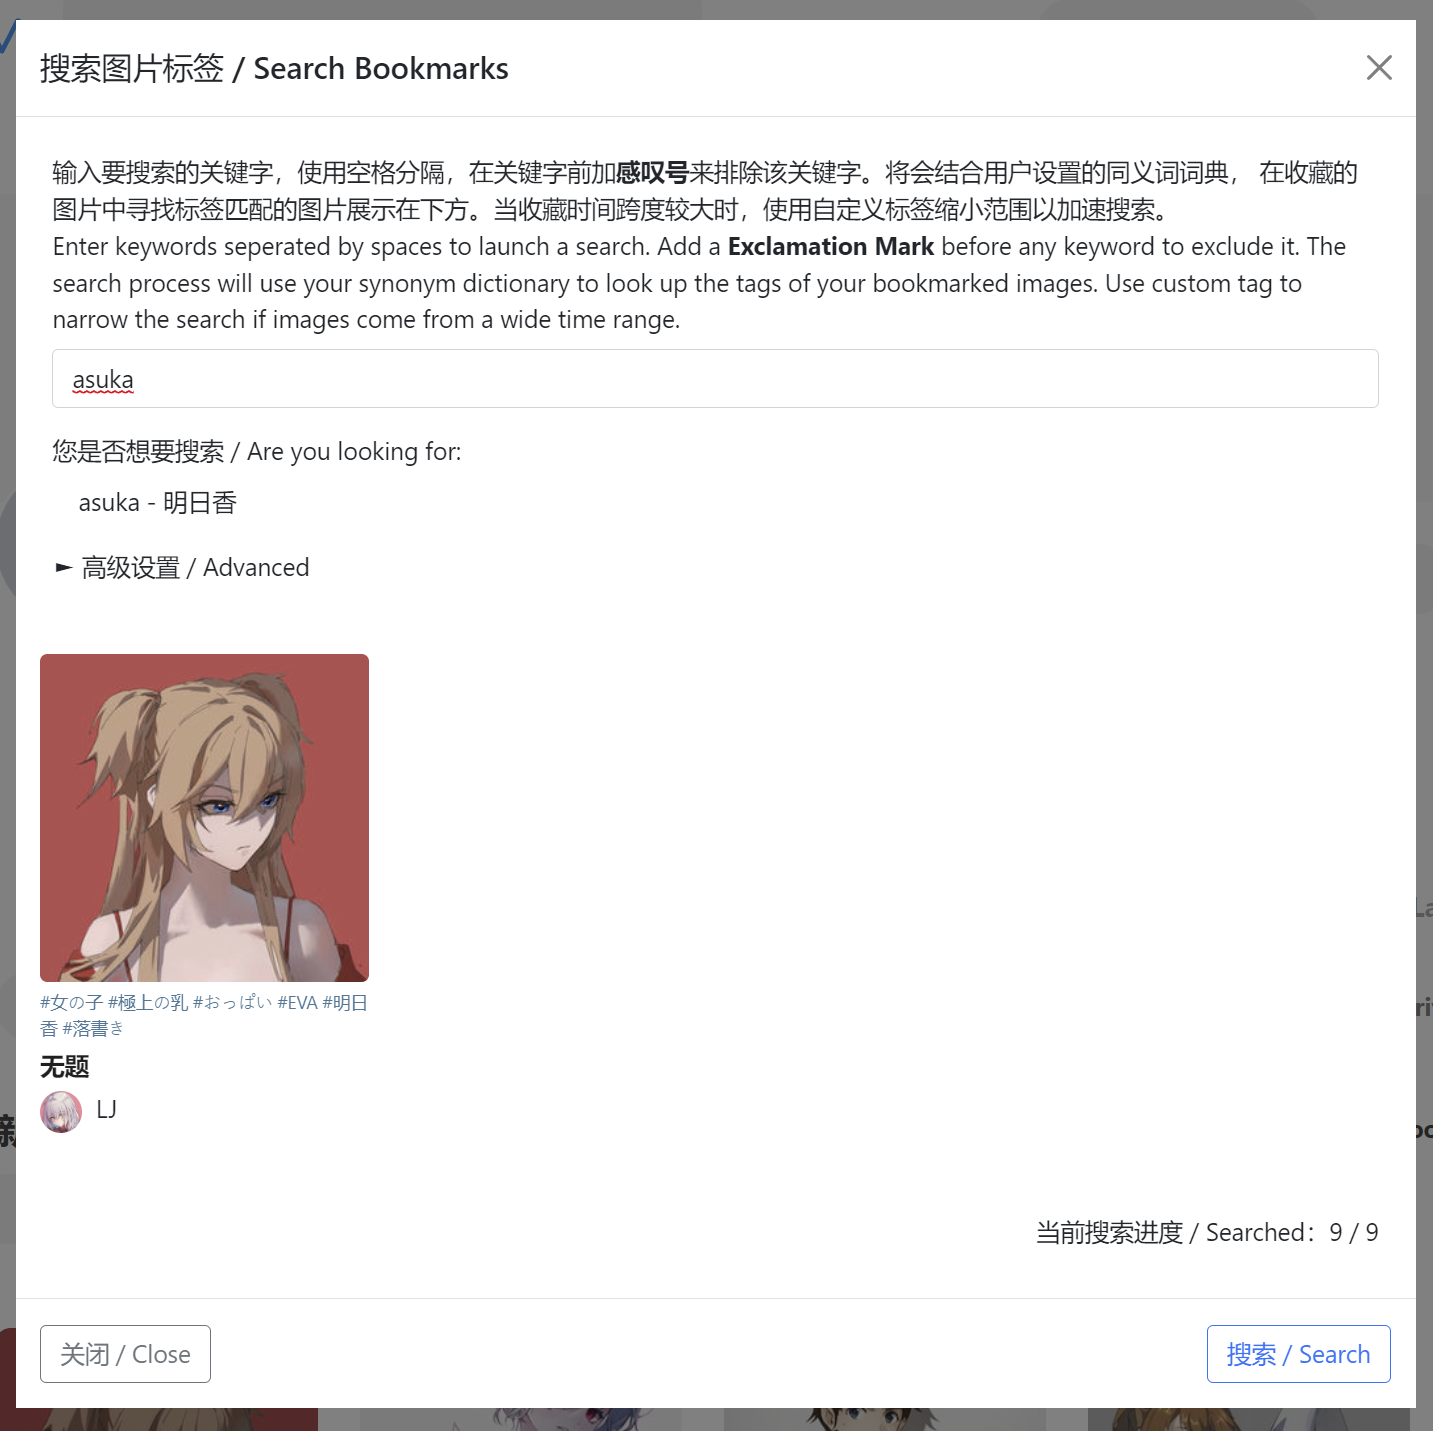 搜索图片标签 / Search Bookmarks
输入要搜索的关键字，使用空格分隔，在关键字前加感叹号来排除该关键字。将会结合用户设置的同义词词典， 在收藏的
图片中寻找标签匹配的图片展示在下方。当收藏时间跨度较大时，使用自定义标签缩小范围以加速搜索。
Enter keywords seperated by spaces to launch a search. Add a Exclamation Mark before any keyword to exclude it. The
search process will use your synonym dictionary to look up the tags of your bookmarked images. Use custom tag to
narrow the search if images come from a wide time range.
asuka
您是否想要搜索 / Are you looking for:
asuka - 明日香
► 高级设置 / Advanced
#女の子 #極上の乳 #おっぱい #EVA #明日
香 #落書き
无题
LJ
当前搜索进度 / Searched：9 / 9
关闭 / Close
搜索 / Search